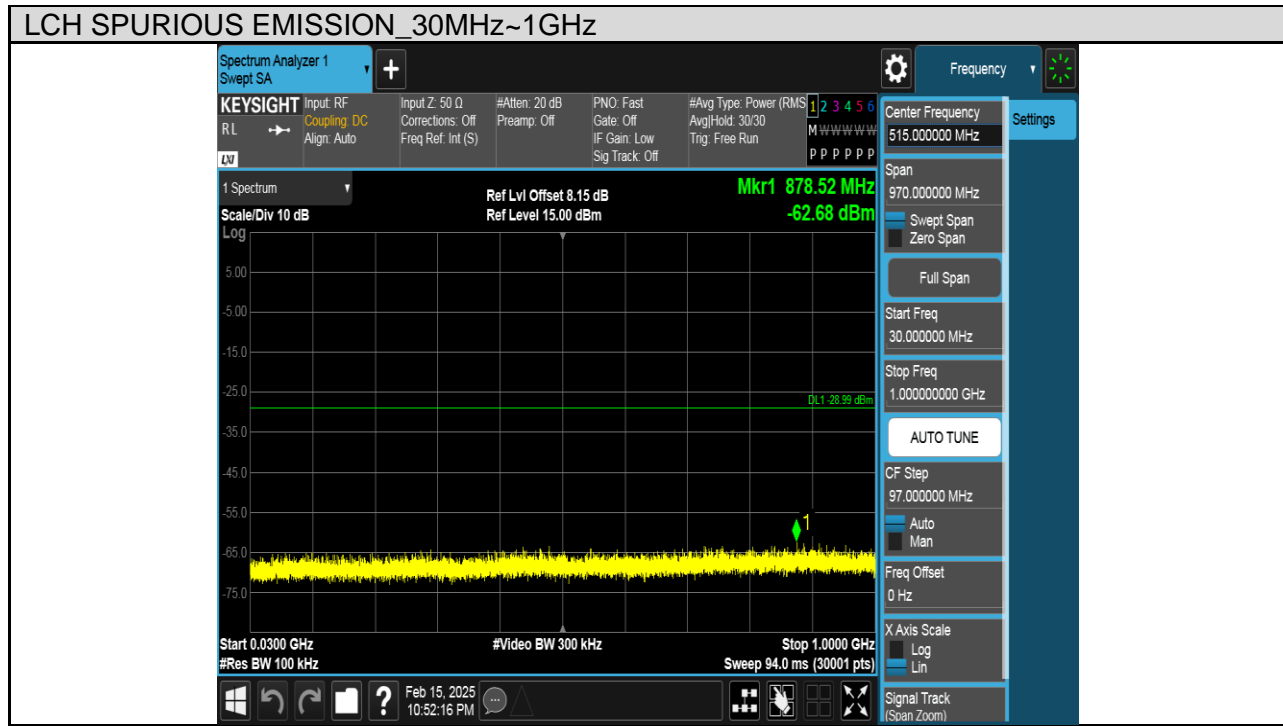 LCH SPURIOUS EMISSION_30MHz~1GHz
Spectrum Analyzer 1
Swept SA
+
Frequency
KEYSIGHT
RL
LXI
Input: RF
Coupling: DC
Align: Auto
Input Z: 50 Ω
Corrections: Off
Freq Ref: Int (S)
#Atten: 20 dB
Preamp: Off
PNO: Fast
Gate: Off
IF Gain: Low
Sig Track: Off
#Avg Type: Power (RMS
Avg|Hold: 30/30
Trig: Free Run
1 2 3 4 5 6
M W W W W W
P P P P P P
Center Frequency
515.000000 MHz
Settings
Span
970.000000 MHz
Swept Span
Zero Span
Full Span
Start Freq
30.000000 MHz
Stop Freq
1.000000000 GHz
AUTO TUNE
CF Step
97.000000 MHz
Auto
Man
Freq Offset
0 Hz
X Axis Scale
Log
Lin
Signal Track
(Span Zoom)
1 Spectrum
Scale/Div 10 dB
Ref Lvl Offset 8.15 dB
Ref Level 15.00 dBm
Mkr1 878.52 MHz
-62.68 dBm
Log
5.00
-5.00
-15.0
-25.0
DL1 -28.99 dBm
-35.0
-45.0
-55.0
1
-65.0
-75.0
Start 0.0300 GHz
#Res BW 100 kHz
#Video BW 300 kHz
Stop 1.0000 GHz
Sweep 94.0 ms (30001 pts)
?
Feb 15, 2025
10:52:16 PM